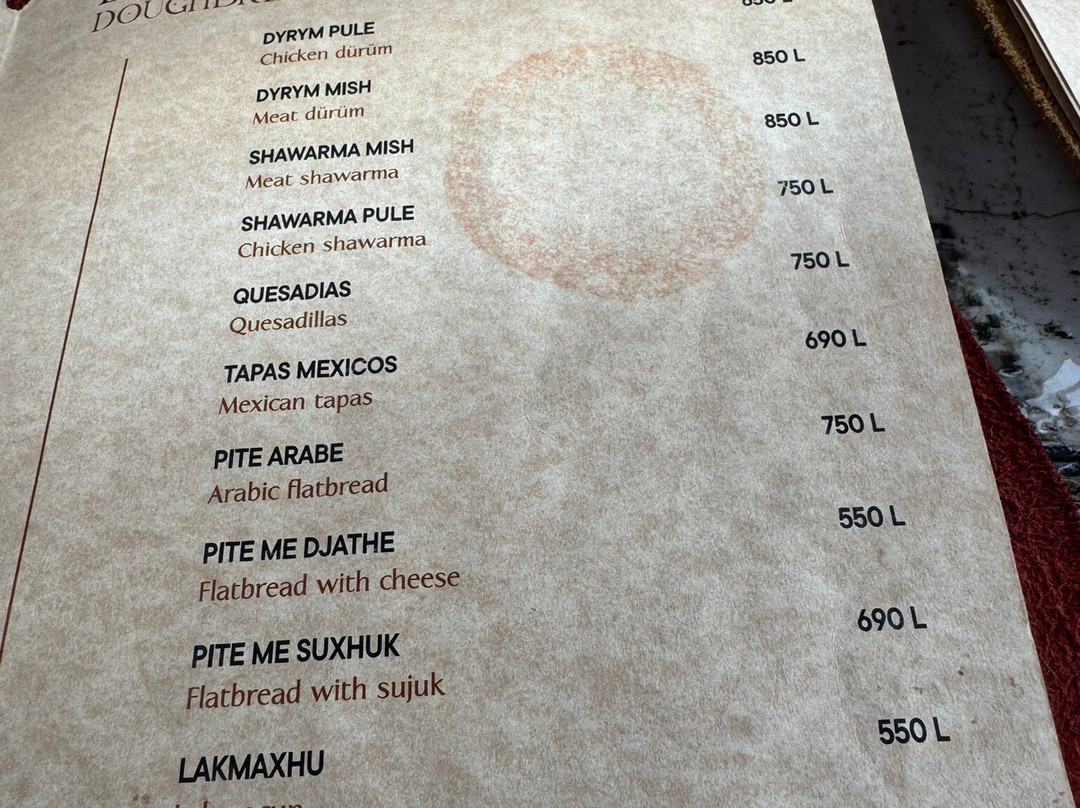 DYRYM PULE
Chicken dürüm
DYRYM MISH 850 L
Meat dürüm
SHAWARMA MISH 850 L
Meat shawarma
SHAWARMA PULE 750 L
Chicken shawarma
QUESADIAS 750 L
Quesadillas
TAPAS MEXICOS 690 L
Mexican tapas
PITE ARABE 750 L
Arabic flatbread
PITE ME DJATHE 550 L
Flatbread with cheese
PITE ME SUXHUK 690 L
Flatbread with sujuk
LAKMAXHU 550 L